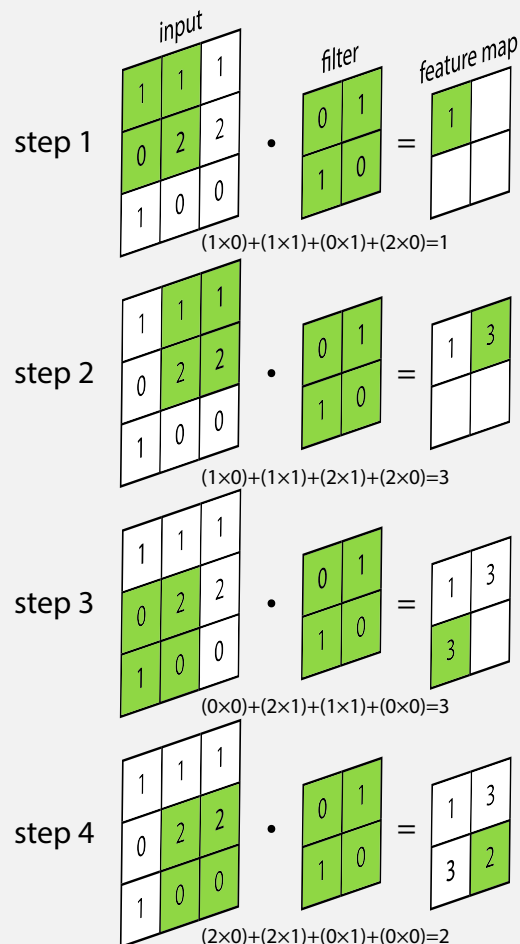 input filter feature map
step 1
1 1 1
0 2 2
1 0 0
•
0 1
1 0
=
1
(1×0)+(1×1)+(0×1)+(2×0)=1
step 2
1 1 1
0 2 2
1 0 0
•
0 1
1 0
=
1 3
(1×0)+(1×1)+(2×1)+(2×0)=3
step 3
1 1 1
0 2 2
1 0 0
•
0 1
1 0
=
1 3
3
(0×0)+(2×1)+(1×1)+(0×0)=3
step 4
1 1 1
0 2 2
1 0 0
•
0 1
1 0
=
1 3
3 2
(2×0)+(2×1)+(0×1)+(0×0)=2